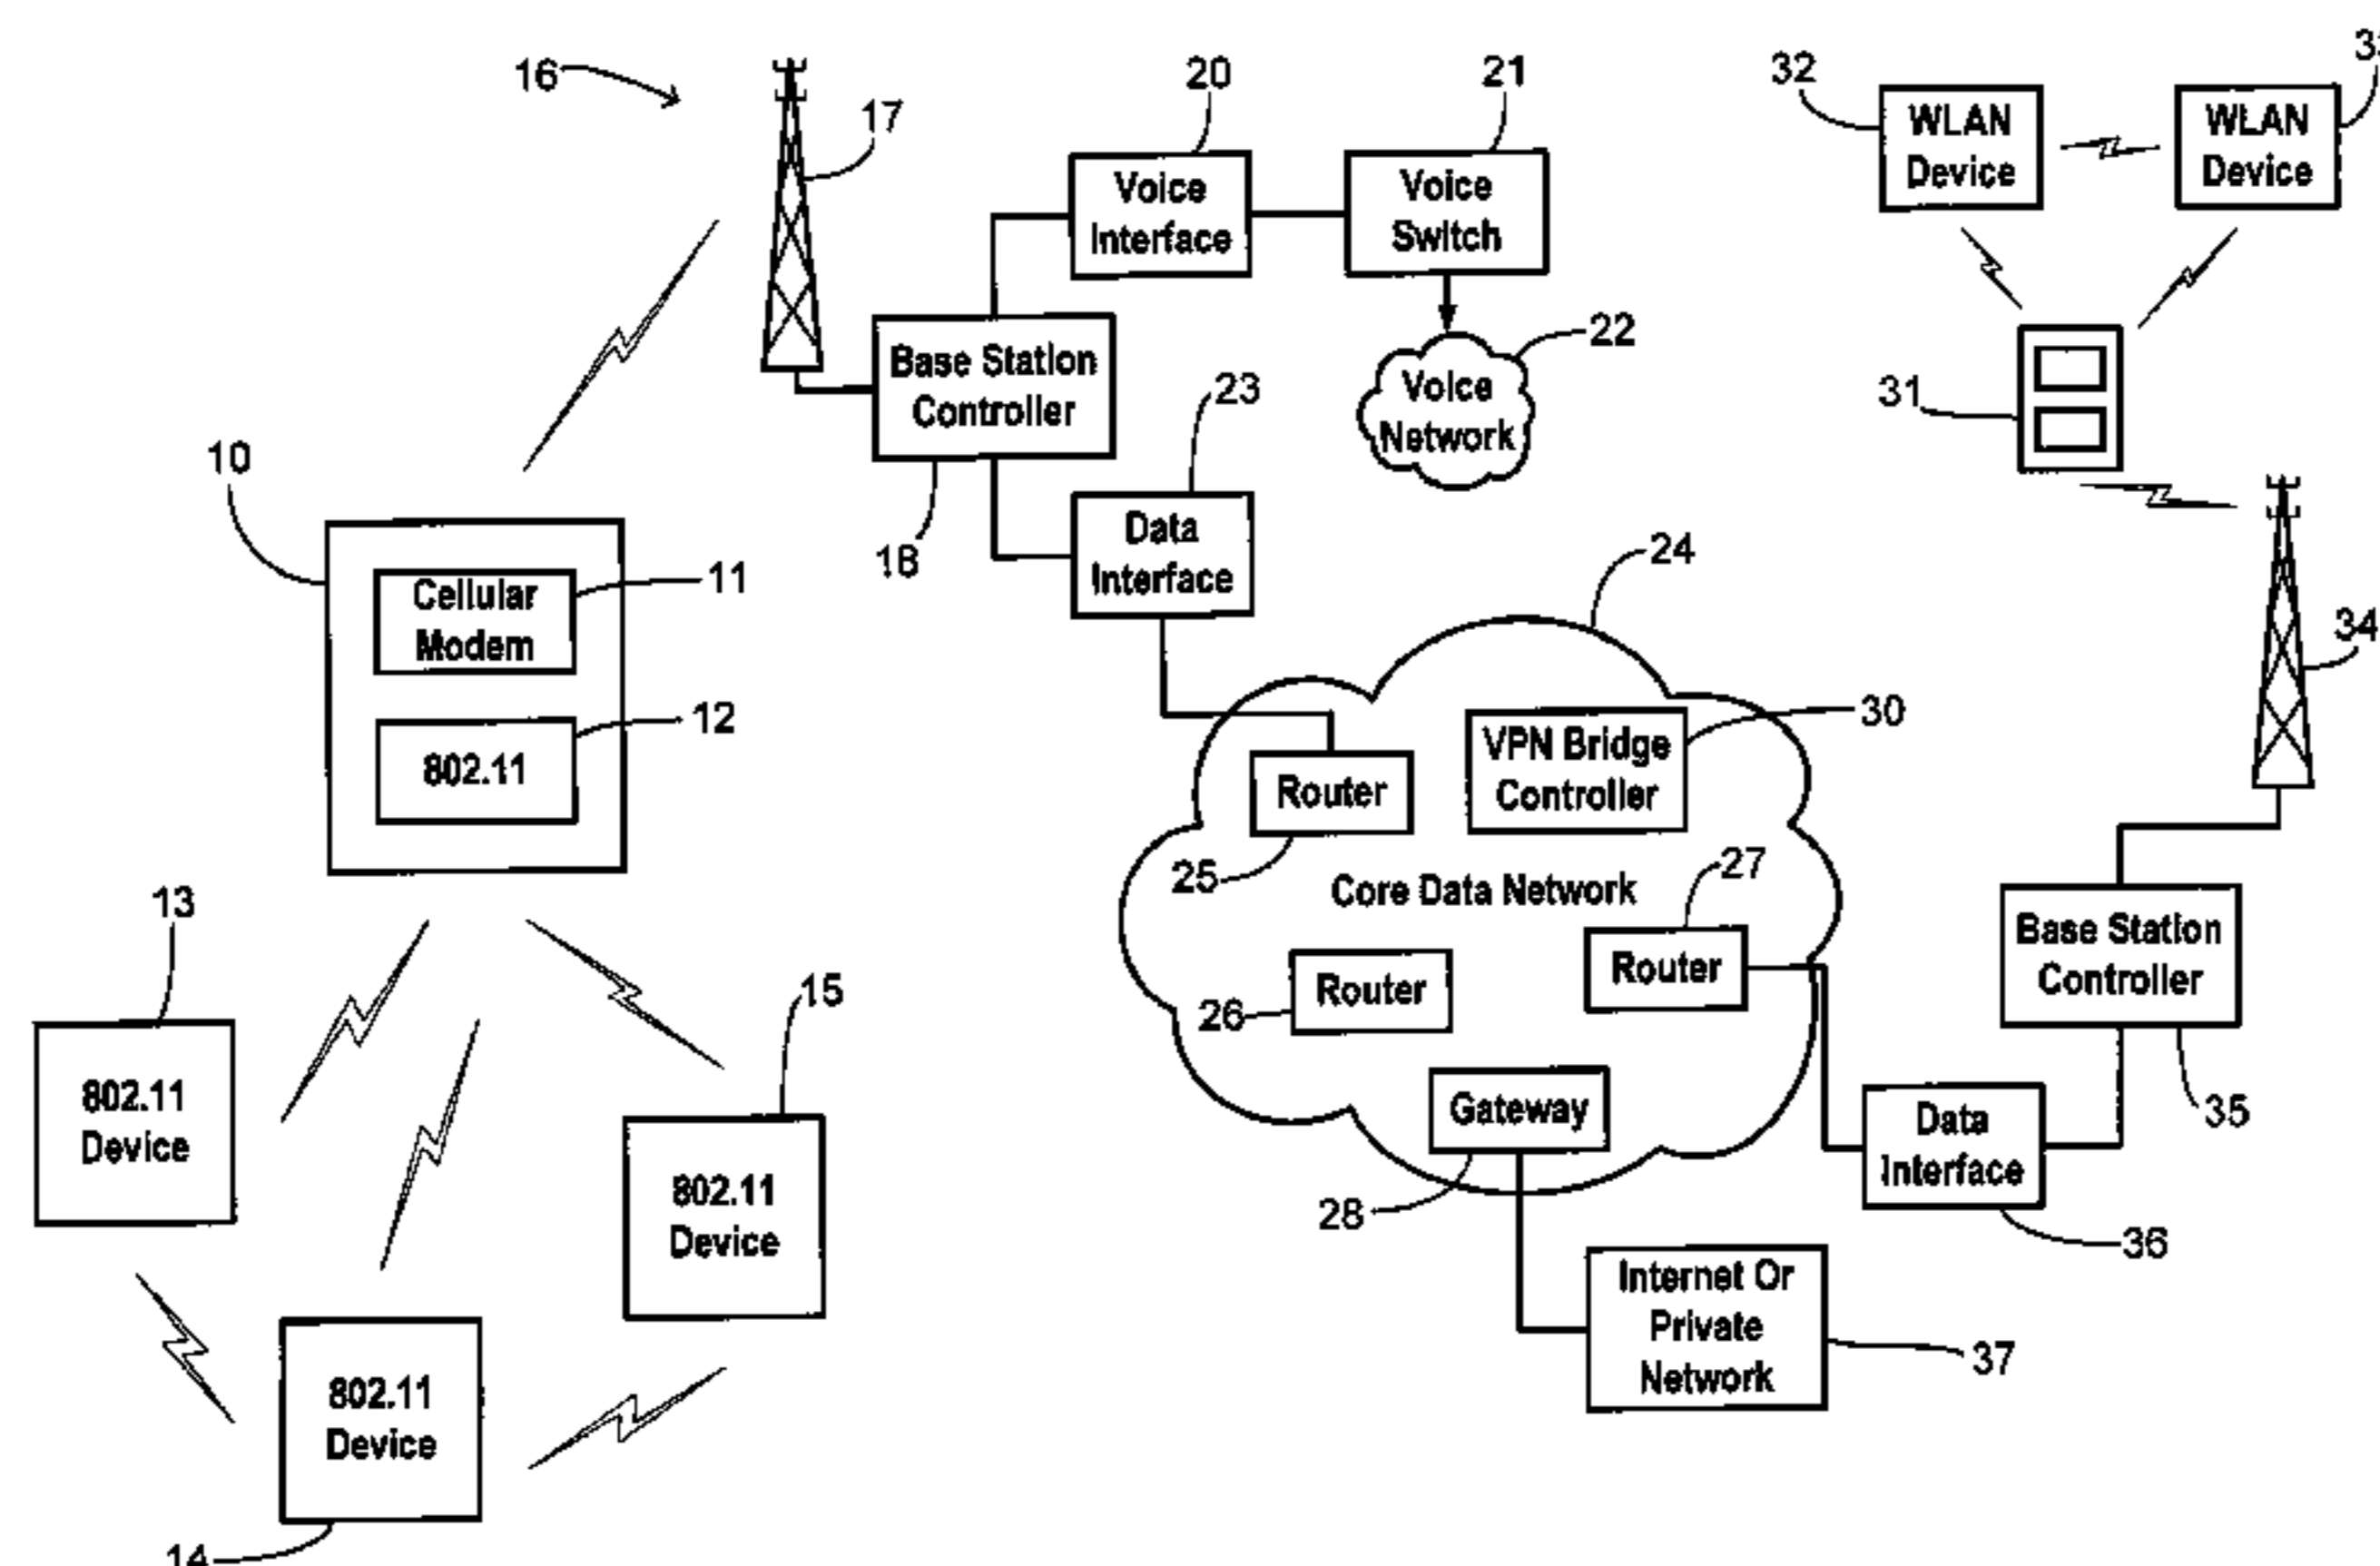 16
17
20
21
32
Voice
Interface
Voice
Switch
WLAN
Device
WLAN
Device
Base Station
Controller
18
22
Voice
Network
23
Data
Interface
31
10
Cellular
Modem
11
802.11
12
24
34
VPN Bridge
Controller
30
Router
25
Core Data Network
27
Router
Router
26
Gateway
28
Base Station
Controller
35
Data
Interface
36
Internet Or
Private
Network
37
13
802.11
Device
15
802.11
Device
802.11
Device
14